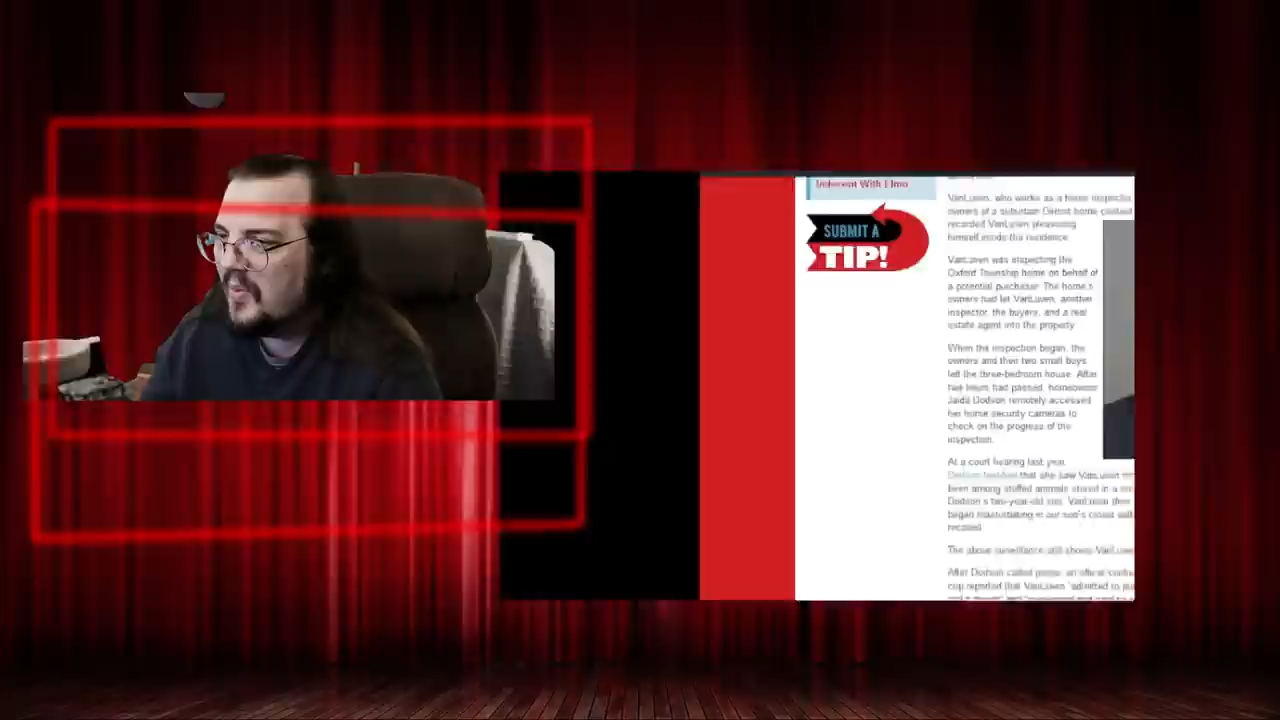 Inherent With Elmo
SUBMIT A
TIP!
VanLuven, who works as a home inspector,
owners of a suburban Detroit home contact
recorded VanLuven pleasuring
himself inside the residence.
VanLuven was inspecting the
Oxford Township home on behalf of
a potential purchaser. The home's
owners had let VanLuven, another
inspector, the buyers, and a real
estate agent into the property.
When the inspection began, the
owners and their two small boys
left the three-bedroom house. After
two hours had passed, homeowner
Jaida Dodson remotely accessed
her home security cameras to
check on the progress of the
inspection.
At a court hearing last year,
Dodson testified that she saw VanLuven
been among stuffed animals stored in a
Dodson's two-year-old son. VanLuven then
began masturbating in our son's closet
recalled.
The above surveillance still shows VanLuven
After Dodson called police, an officer
cop reported that VanLuven "admitted to